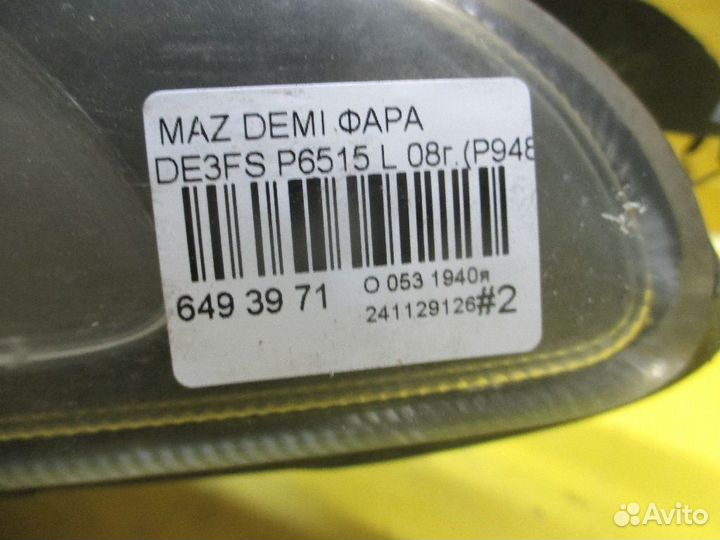 MAZ DEMI ФАРА
DE3FS P6515 L 08г.(P948
649 39 71
О 053 1940я
241129126#2
Avito